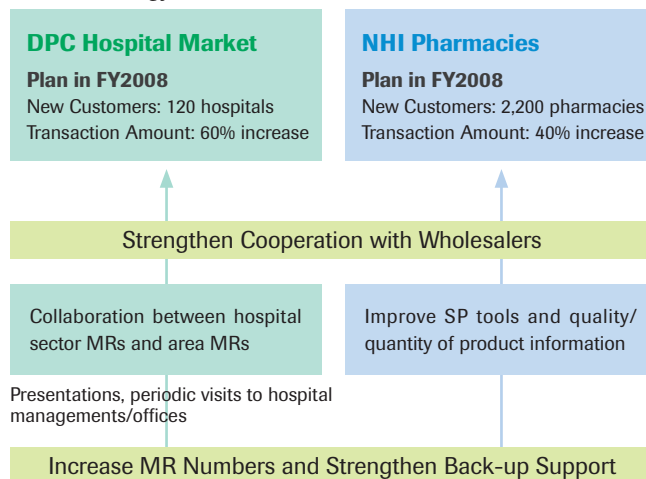 DPC Hospital Market
Plan in FY2008
New Customers: 120 hospitals
Transaction Amount: 60% increase
NHI Pharmacies
Plan in FY2008
New Customers: 2,200 pharmacies
Transaction Amount: 40% increase
Strengthen Cooperation with Wholesalers
Collaboration between hospital
sector MRs and area MRs
Improve SP tools and quality/
quantity of product information
Presentations, periodic visits to hospital
managements/offices
Increase MR Numbers and Strengthen Back-up Support